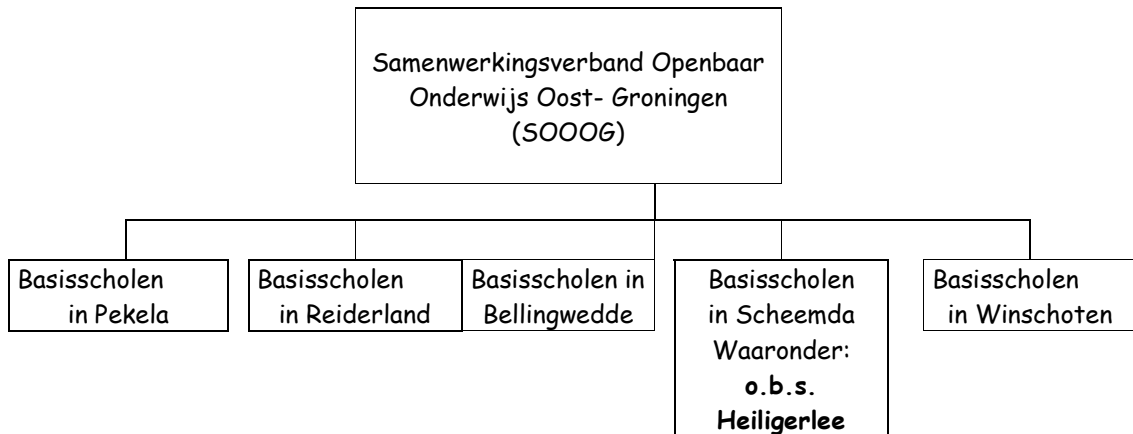 Samenwerkingsverband Openbaar
Onderwijs Oost- Groningen
(SOOOG)
Basisscholen
in Pekela
Basisscholen
in Reiderland
Basisscholen in
Bellingwedde
Basisscholen
in Scheemda
Waaronder:
o.b.s.
Heiligerlee
Basisscholen
in Winschoten